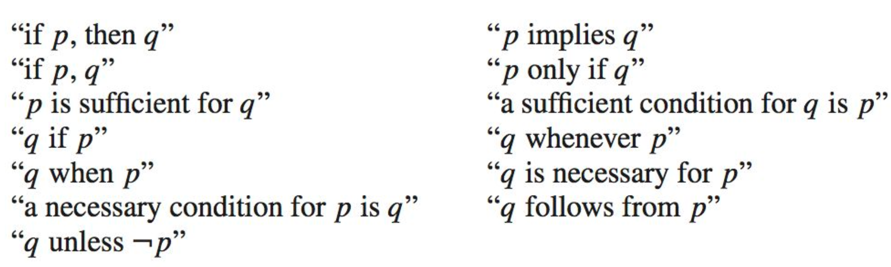 “if p, then q”
“if p, q”
“p is sufficient for q”
“q if p”
“q when p”
“a necessary condition for p is q”
“q unless ¬p”
“p implies q”
“p only if q”
“a sufficient condition for q is p”
“q whenever p”
“q is necessary for p”
“q follows from p”